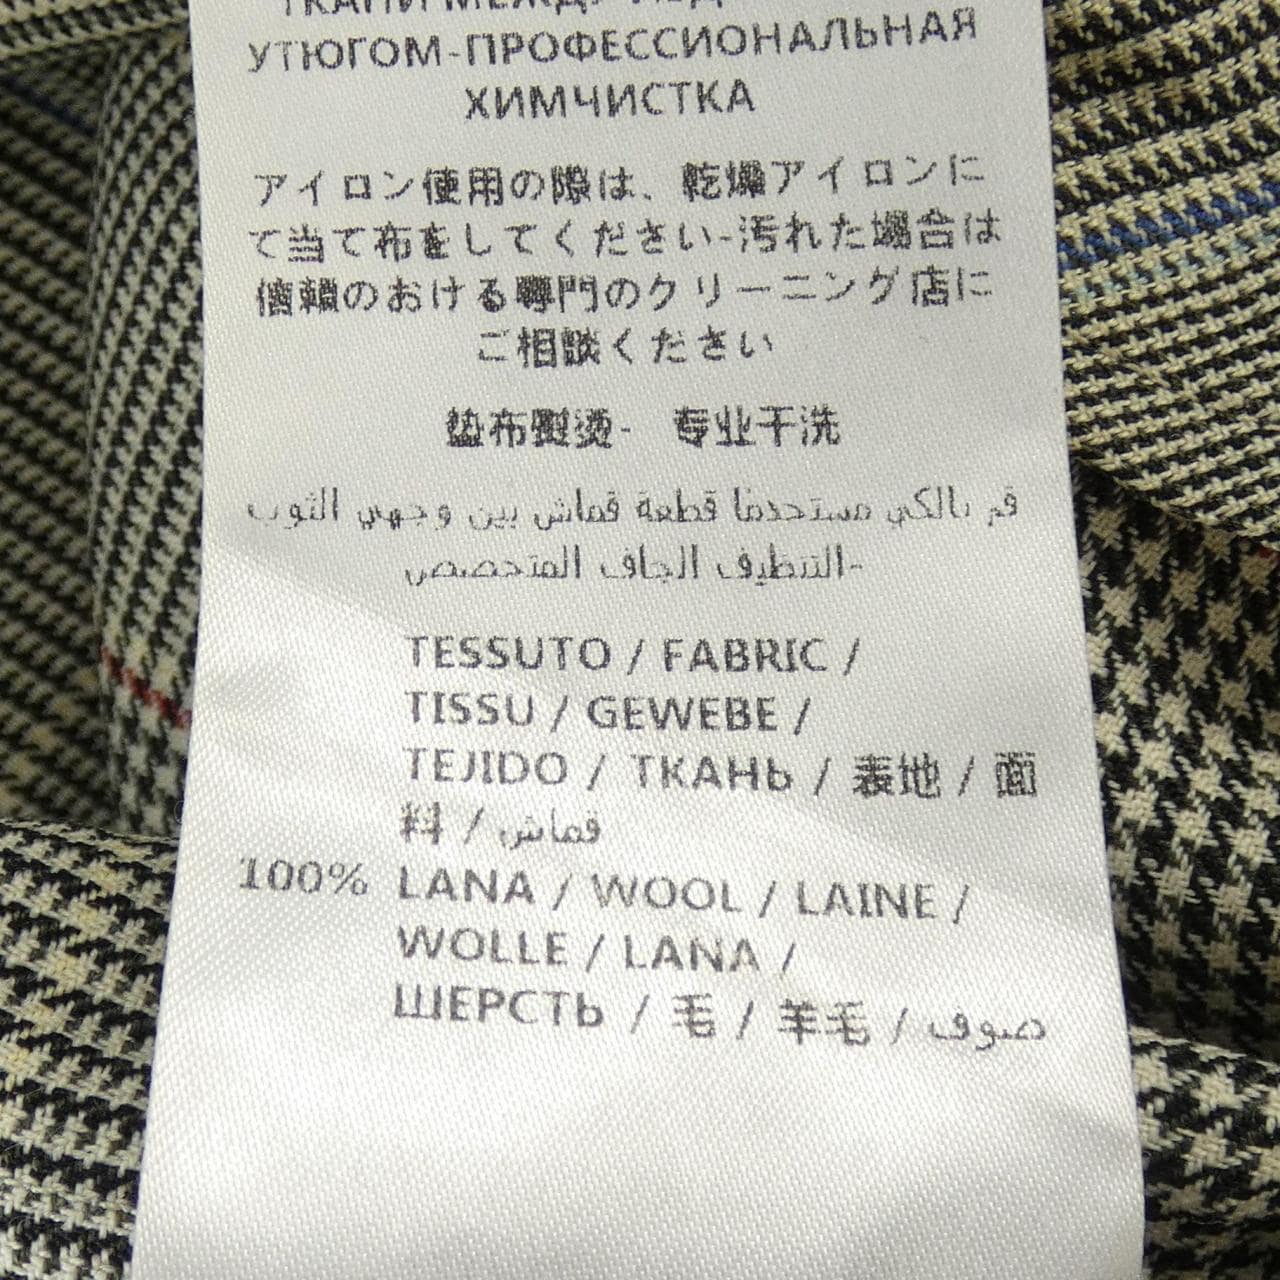 УТЮГОМ-ПРОФЕССИОНАЛЬНАЯ
ХИМЧИСТКА
アイロン使用の際は、乾燥アイロンに
て当て布をしてください-汚れた場合は
信頼のおける専門のクリーニング店に
ご相談ください
垫布熨烫- 专业干洗
قم بالكي مستخدمًا قطعة قماش بين وجهي الثوب
-التنظيف الجاف المتخصص
TESSUTO / FABRIC /
TISSU / GEWEBE /
TEJIDO / ТКАНЬ / 表地 / 面
料 / قماش
100% LANA / WOOL / LAINE /
WOLLE / LANA /
ШЕРСТЬ / 毛 / 羊毛 / صوف